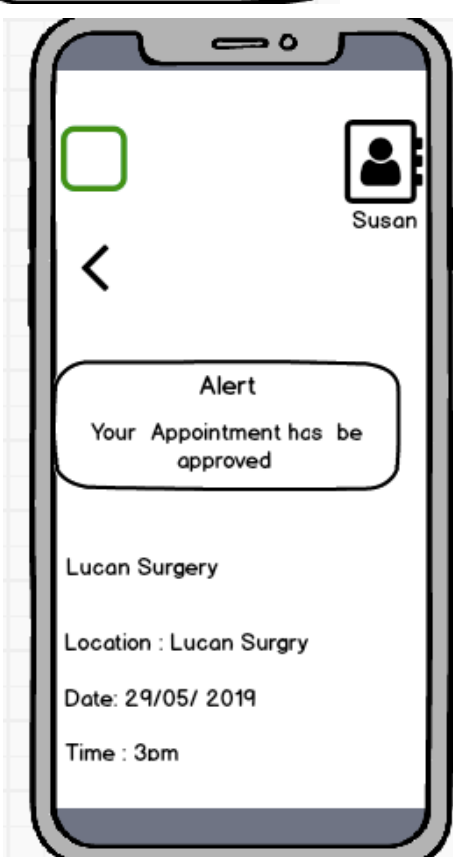 Susan
Alert
Your Appointment has be
approved
Lucan Surgery
Location : Lucan Surgry
Date: 29/05/ 2019
Time : 3pm